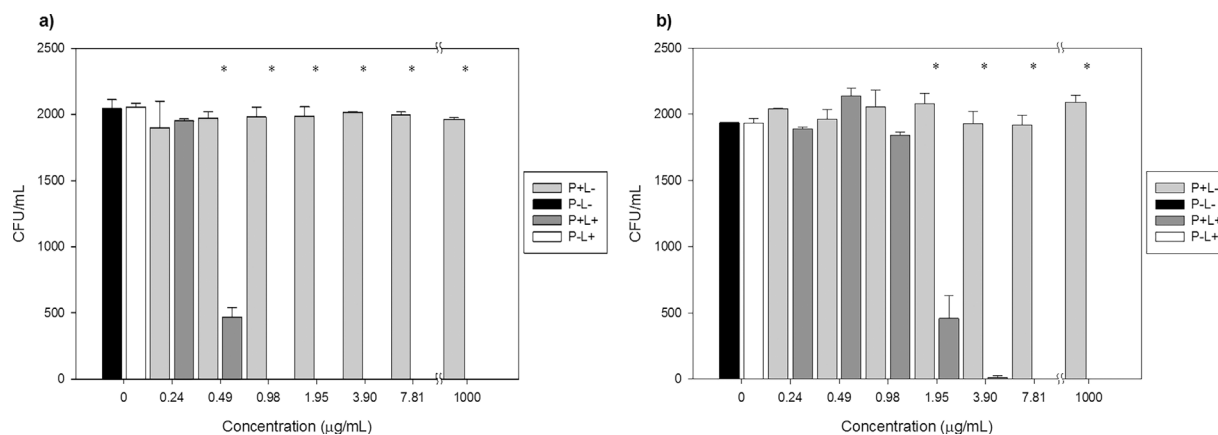 a)
2500
2000
1500
1000
500
0
CFU/mL
* * * * * *
0 0.24 0.49 0.98 1.95 3.90 7.81 1000
Concentration (µg/mL)
P+L-
P-L-
P+L+
P-L+
b)
2500
2000
1500
1000
500
0
CFU/mL
* * * *
0 0.24 0.49 0.98 1.95 3.90 7.81 1000
Concentration (µg/mL)
P+L-
P-L-
P+L+
P-L+